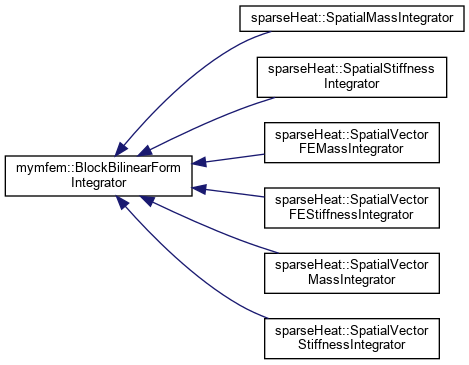 sparseHeat::SpatialMassIntegrator
sparseHeat::SpatialStiffness
Integrator
sparseHeat::SpatialVector
FEMassIntegrator
mymfem::BlockBilinearForm
Integrator
sparseHeat::SpatialVector
FEStiffnessIntegrator
sparseHeat::SpatialVector
MassIntegrator
sparseHeat::SpatialVector
StiffnessIntegrator